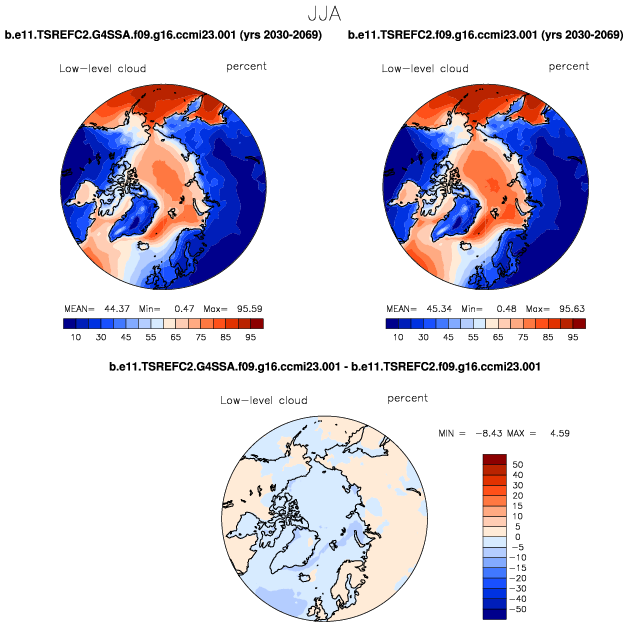 JJA
b.e11.TSREFC2.G4SSA.f09.g16.ccmi23.001 (yrs 2030-2069) b.e11.TSREFC2.f09.g16.ccmi23.001 (yrs 2030-2069)
Low-level cloud percent Low-level cloud percent
MEAN= 44.37 Min= 0.47 Max= 95.59 MEAN= 45.34 Min= 0.48 Max= 95.63
10 30 45 55 65 75 85 95 10 30 45 55 65 75 85 95
b.e11.TSREFC2.G4SSA.f09.g16.ccmi23.001 - b.e11.TSREFC2.f09.g16.ccmi23.001
Low-level cloud percent
MIN = -8.43 MAX = 4.59
50
40
30
20
15
10
5
0
-5
-10
-15
-20
-30
-40
-50